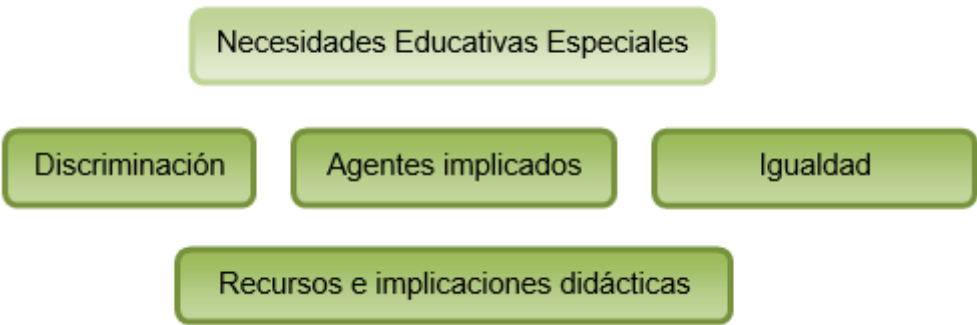 Necesidades Educativas Especiales
Discriminación
Agentes implicados
Igualdad
Recursos e implicaciones didácticas